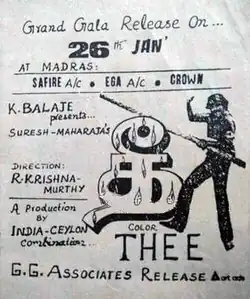 Grand Gala Release On...
26TH JAN'
AT MADRAS:
SAFIRE A/C • EGA A/C • CROWN
K. BALAJE
presents...
SURESH-MAHARAJA'S
தீ
DIRECTION:
R. KRISHNA-
MURTHY
A Production
BY
INDIA-CEYLON
Combination...
COLOR
THEE
G.G. ASSOCIATES RELEASE